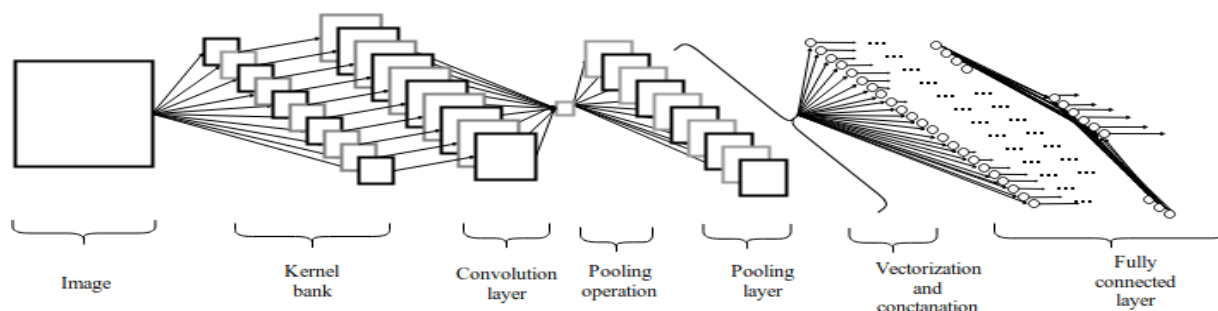 Image
Kernel
bank
Convolution
layer
Pooling
operation
Pooling
layer
Vectorization
and
conctanation
Fully
connected
layer